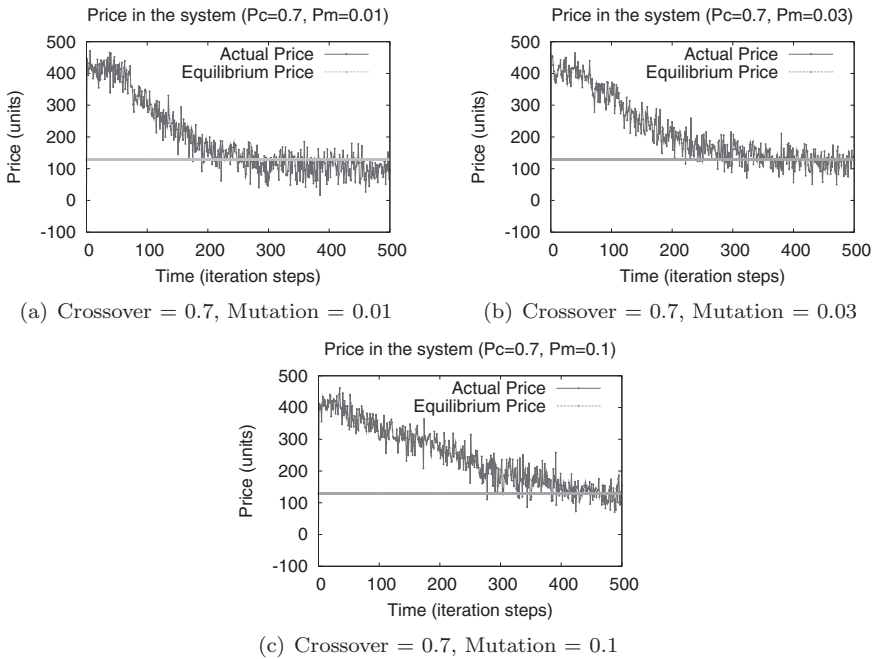 Price in the system (Pc=0.7, Pm=0.01)
500
400
300
200
100
0
-100
Price (units)
Actual Price
Equilibrium Price
0 100 200 300 400 500
Time (iteration steps)
(a) Crossover = 0.7, Mutation = 0.01
Price in the system (Pc=0.7, Pm=0.03)
500
400
300
200
100
0
-100
Price (units)
Actual Price
Equilibrium Price
0 100 200 300 400 500
Time (iteration steps)
(b) Crossover = 0.7, Mutation = 0.03
Price in the system (Pc=0.7, Pm=0.1)
500
400
300
200
100
0
-100
Price (units)
Actual Price
Equilibrium Price
0 100 200 300 400 500
Time (iteration steps)
(c) Crossover = 0.7, Mutation = 0.1